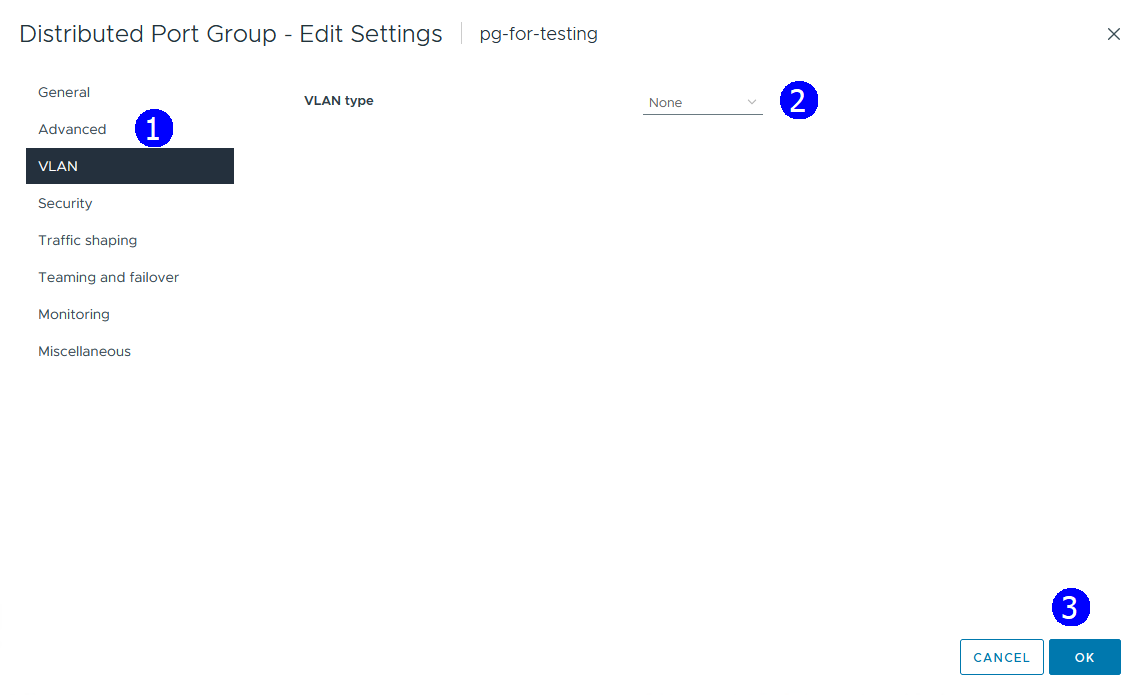 Distributed Port Group - Edit Settings | pg-for-testing
General
VLAN type
None
2
Advanced
1
VLAN
Security
Traffic shaping
Teaming and failover
Monitoring
Miscellaneous
3
CANCEL
OK